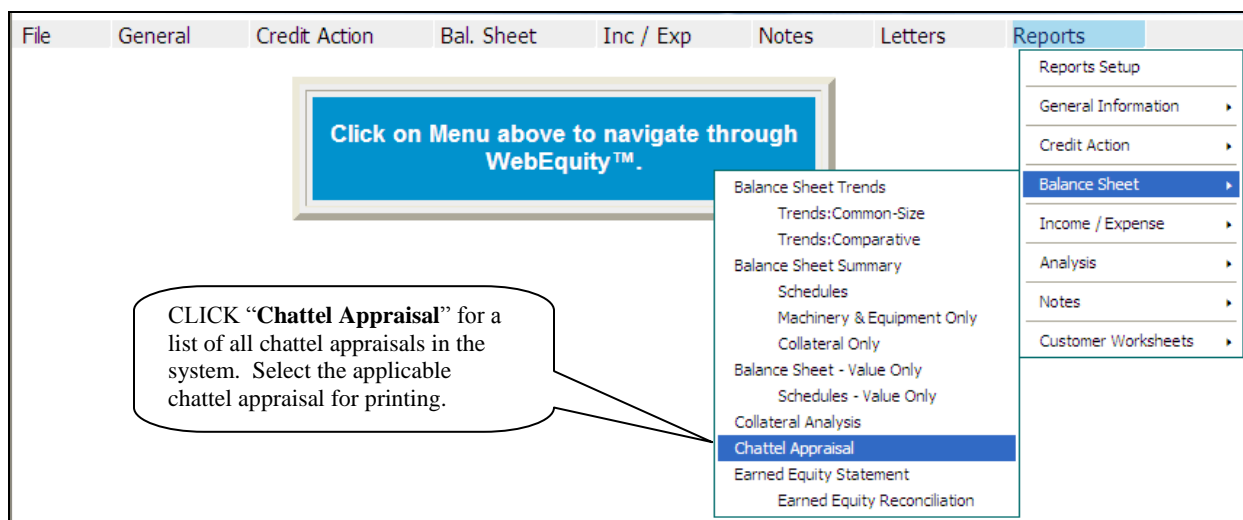 File General Credit Action Bal. Sheet Inc / Exp Notes Letters Reports
Click on Menu above to navigate through
WebEquity™.
Reports Setup
General Information
Credit Action
Balance Sheet
Income / Expense
Analysis
Notes
Customer Worksheets
Balance Sheet Trends
Trends:Common-Size
Trends:Comparative
Balance Sheet Summary
Schedules
Machinery & Equipment Only
Collateral Only
Balance Sheet - Value Only
Schedules - Value Only
Collateral Analysis
Chattel Appraisal
Earned Equity Statement
Earned Equity Reconciliation
CLICK “Chattel Appraisal” for a
list of all chattel appraisals in the
system. Select the applicable
chattel appraisal for printing.